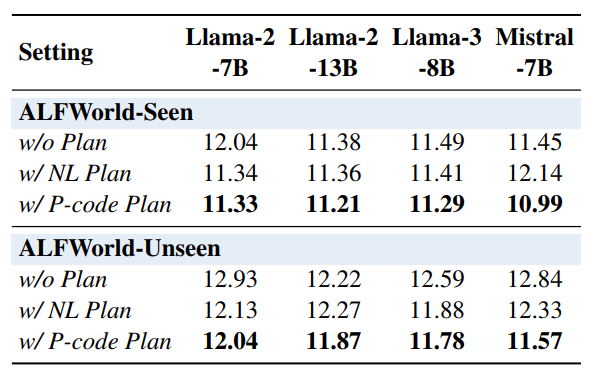 Setting Llama-2 Llama-2 Llama-3 Mistral
-7B -13B -8B -7B
ALFWorld-Seen
w/o Plan 12.04 11.38 11.49 11.45
w/ NL Plan 11.34 11.36 11.41 12.14
w/ P-code Plan 11.33 11.21 11.29 10.99
ALFWorld-Unseen
w/o Plan 12.93 12.22 12.59 12.84
w/ NL Plan 12.13 12.27 11.88 12.33
w/ P-code Plan 12.04 11.87 11.78 11.57